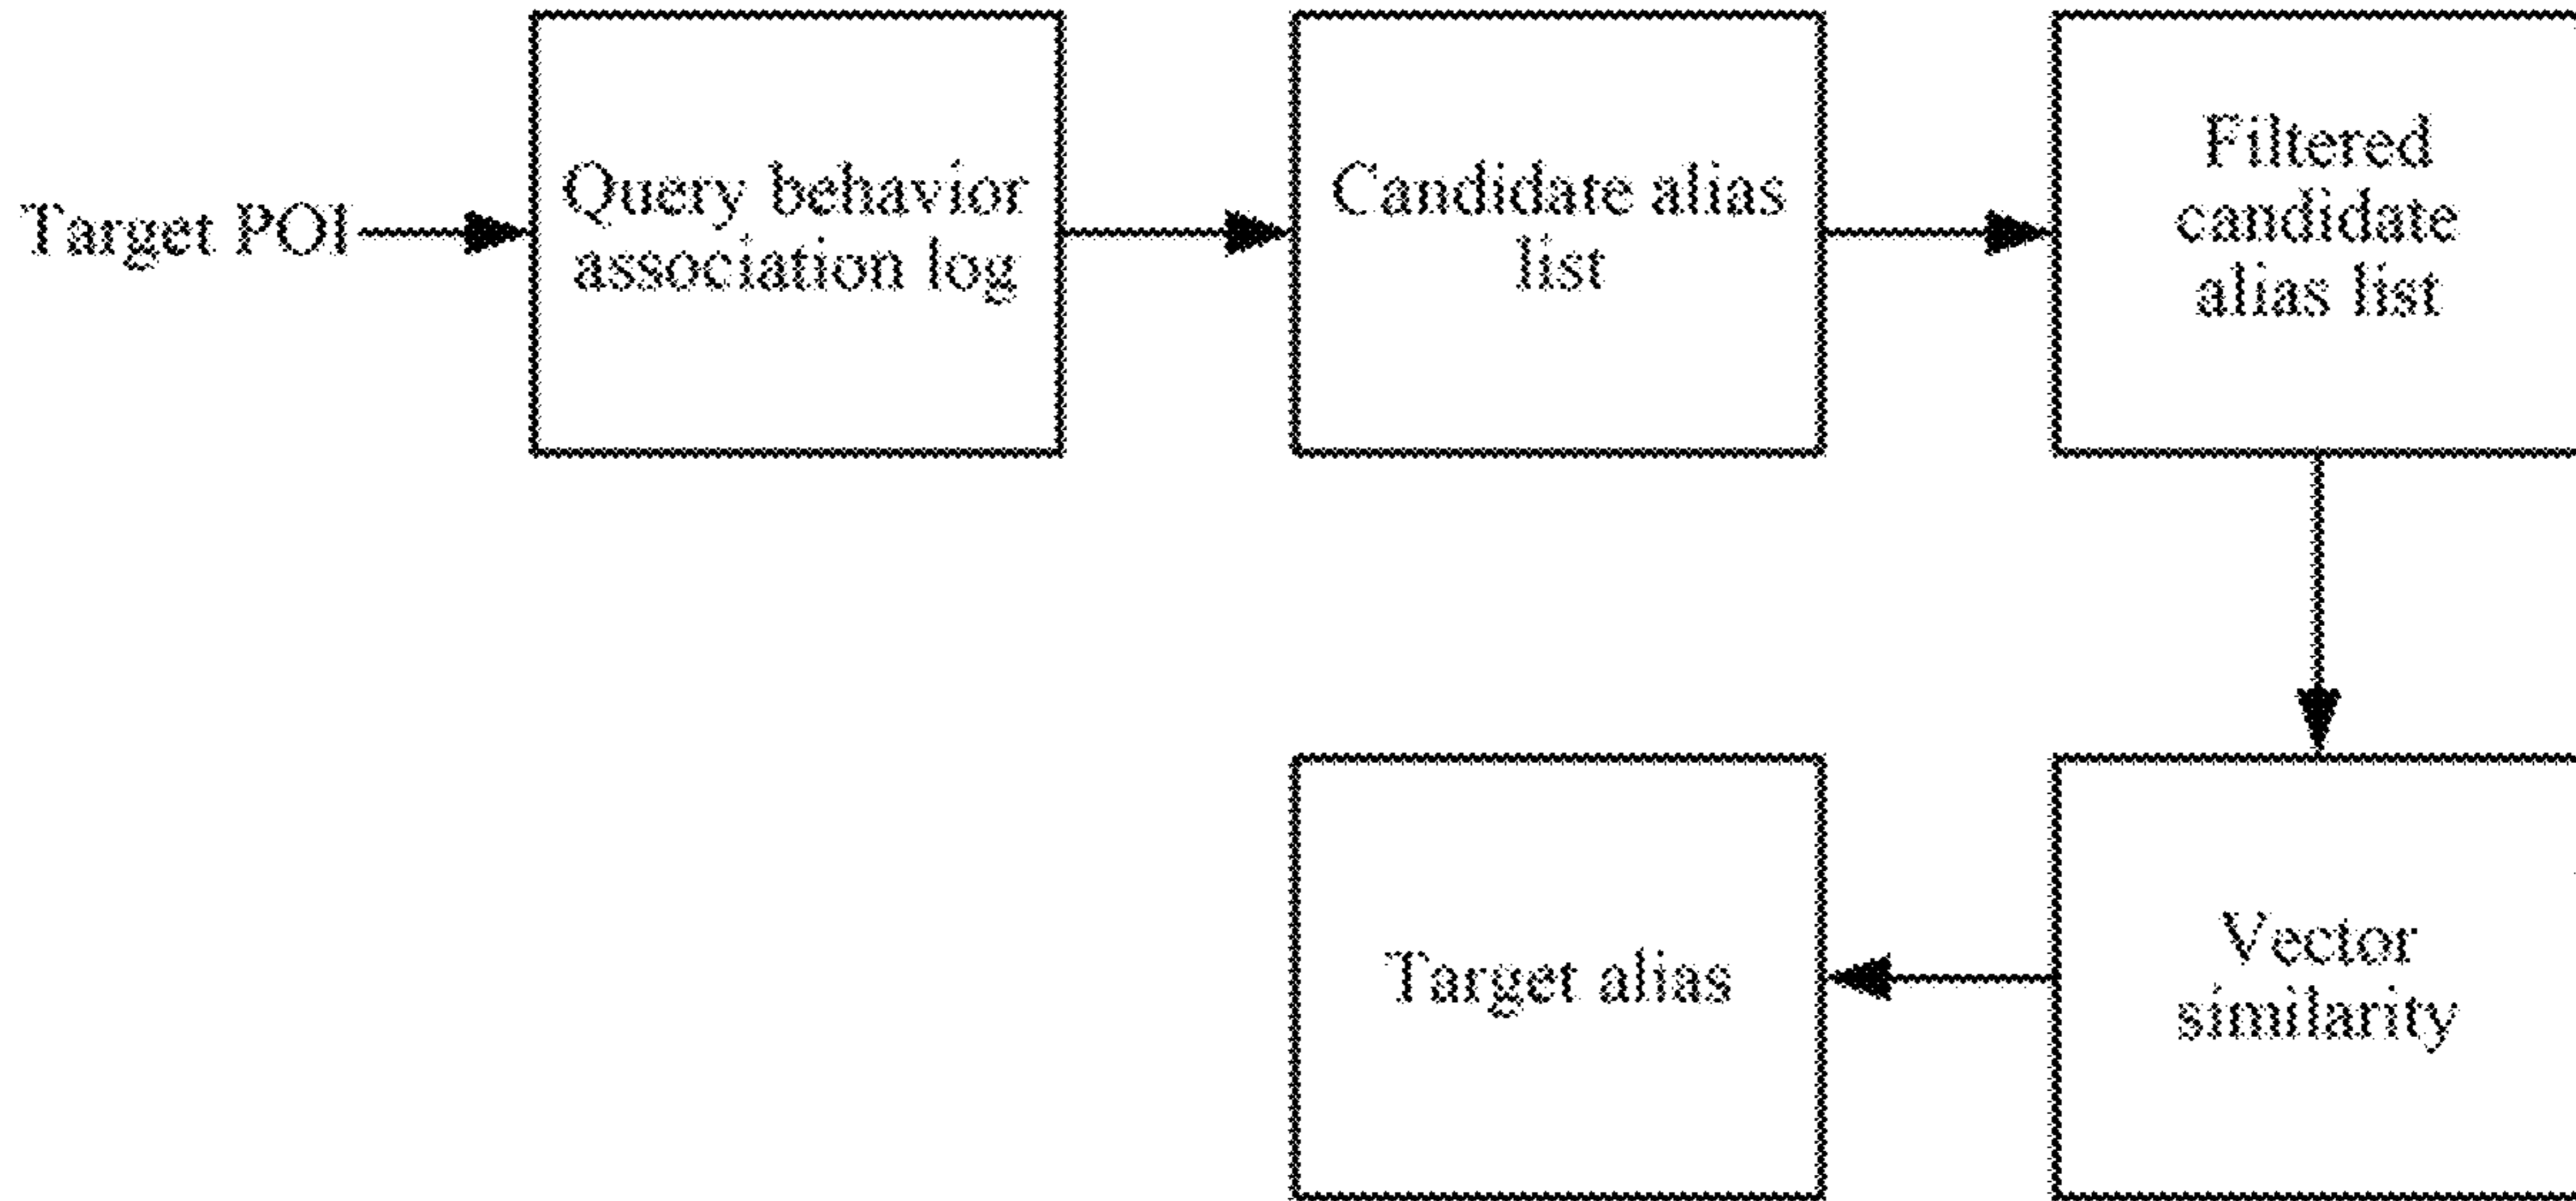 Target POI
Query behavior
association log
Candidate alias
list
Filtered
candidate
alias list
Vector
similarity
Target alias